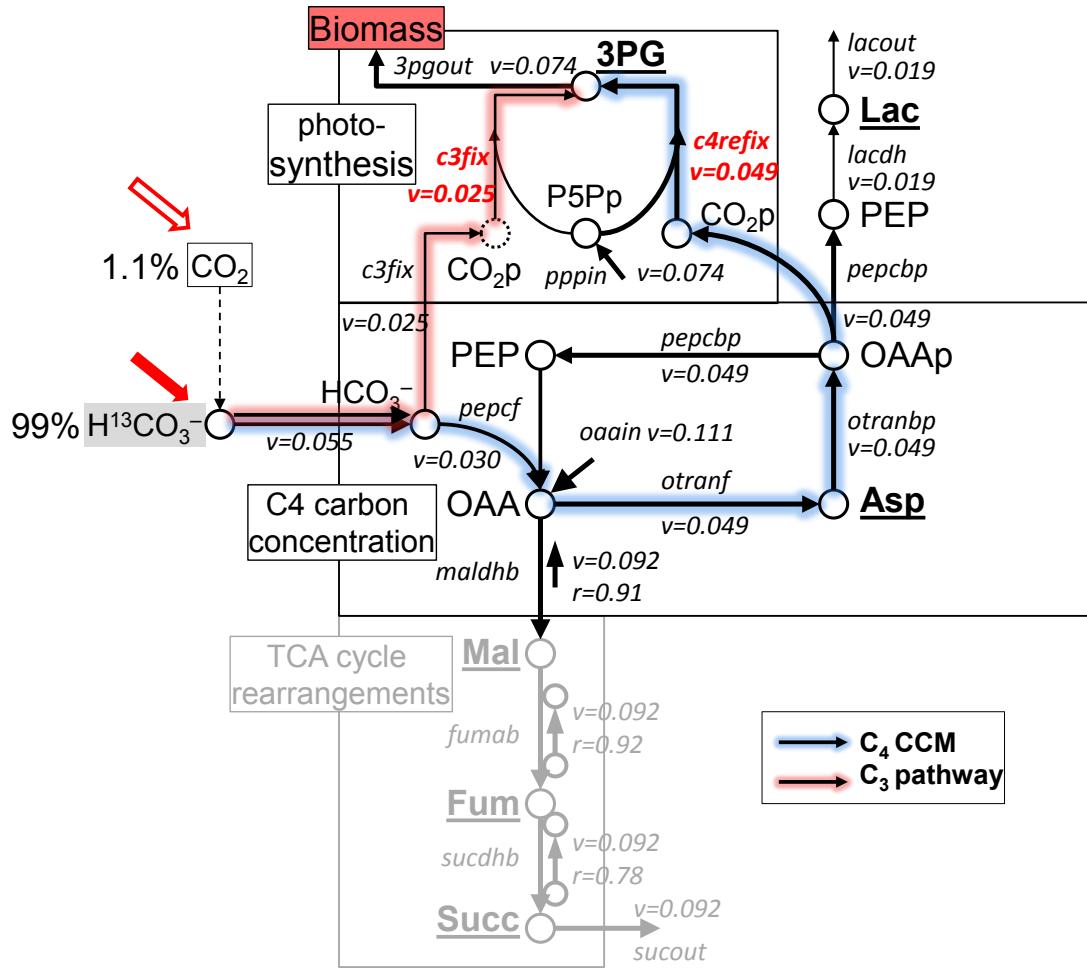 Biomass
3pgout v=0.074
3PG
lacout
v=0.019
Lac
photo-
synthesis
c3fix
v=0.025
c4refix
v=0.049
lacdh
v=0.019
P5Pp
PEP
CO₂p
1.1% CO₂
c3fix
CO₂p
pppin
v=0.074
pepcbp
v=0.025
v=0.049
PEP
pepcbp
v=0.049
OAAp
HCO₃⁻
pepcf
99% H¹³CO₃⁻
v=0.055
v=0.030
oaain v=0.111
otranbp
v=0.049
C4 carbon
concentration
OAA
otranf
v=0.049
Asp
maldhb
v=0.092
r=0.91
TCA cycle
rearrangements
Mal
fumab
v=0.092
r=0.92
Fum
sucdhb
v=0.092
r=0.78
Succ
v=0.092
sucout
C₄ CCM
C₃ pathway